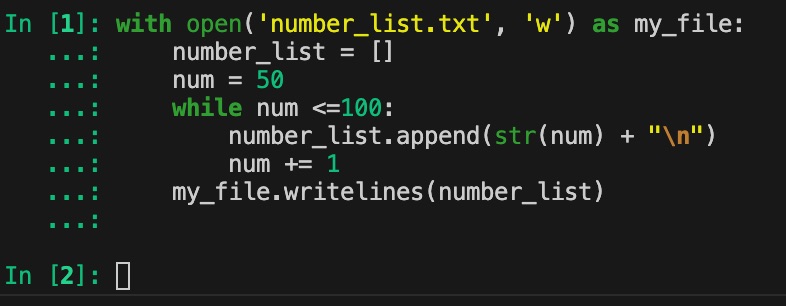 In [1]: with open('number_list.txt', 'w') as my_file:
   ...:     number_list = []
   ...:     num = 50
   ...:     while num <=100:
   ...:         number_list.append(str(num) + "\n")
   ...:         num += 1
   ...:     my_file.writelines(number_list)
   ...:
In [2]: